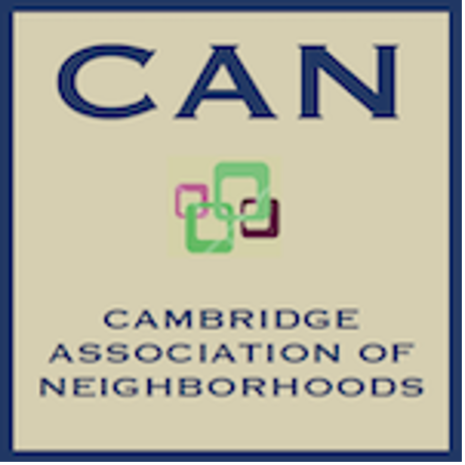 CAN
CAMBRIDGE
ASSOCIATION OF
NEIGHBORHOODS